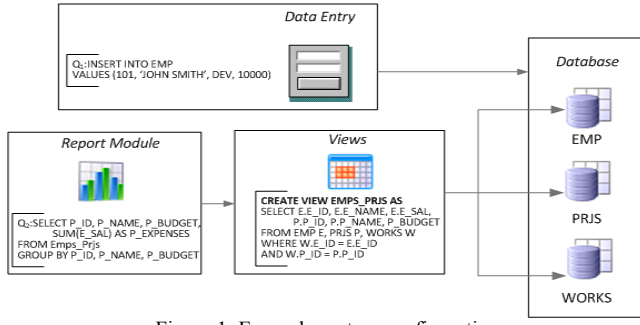 Data Entry
Q₁:INSERT INTO EMP
VALUES (101, 'JOHN SMITH', DEV, 10000)
Database
EMP
PRJS
WORKS
Report Module
Q₂:SELECT P_ID, P_NAME, P_BUDGET,
SUM(E_SAL) AS P_EXPENSES
FROM Emps_Prjs
GROUP BY P_ID, P_NAME, P_BUDGET
Views
CREATE VIEW EMPS_PRJS AS
SELECT E.E_ID, E.E_NAME, E.E_SAL,
P.P_ID, P.P_NAME, P_BUDGET
FROM EMP E, PRJS P, WORKS W
WHERE W.E_ID = E.E_ID
AND W.P_ID = P.P_ID